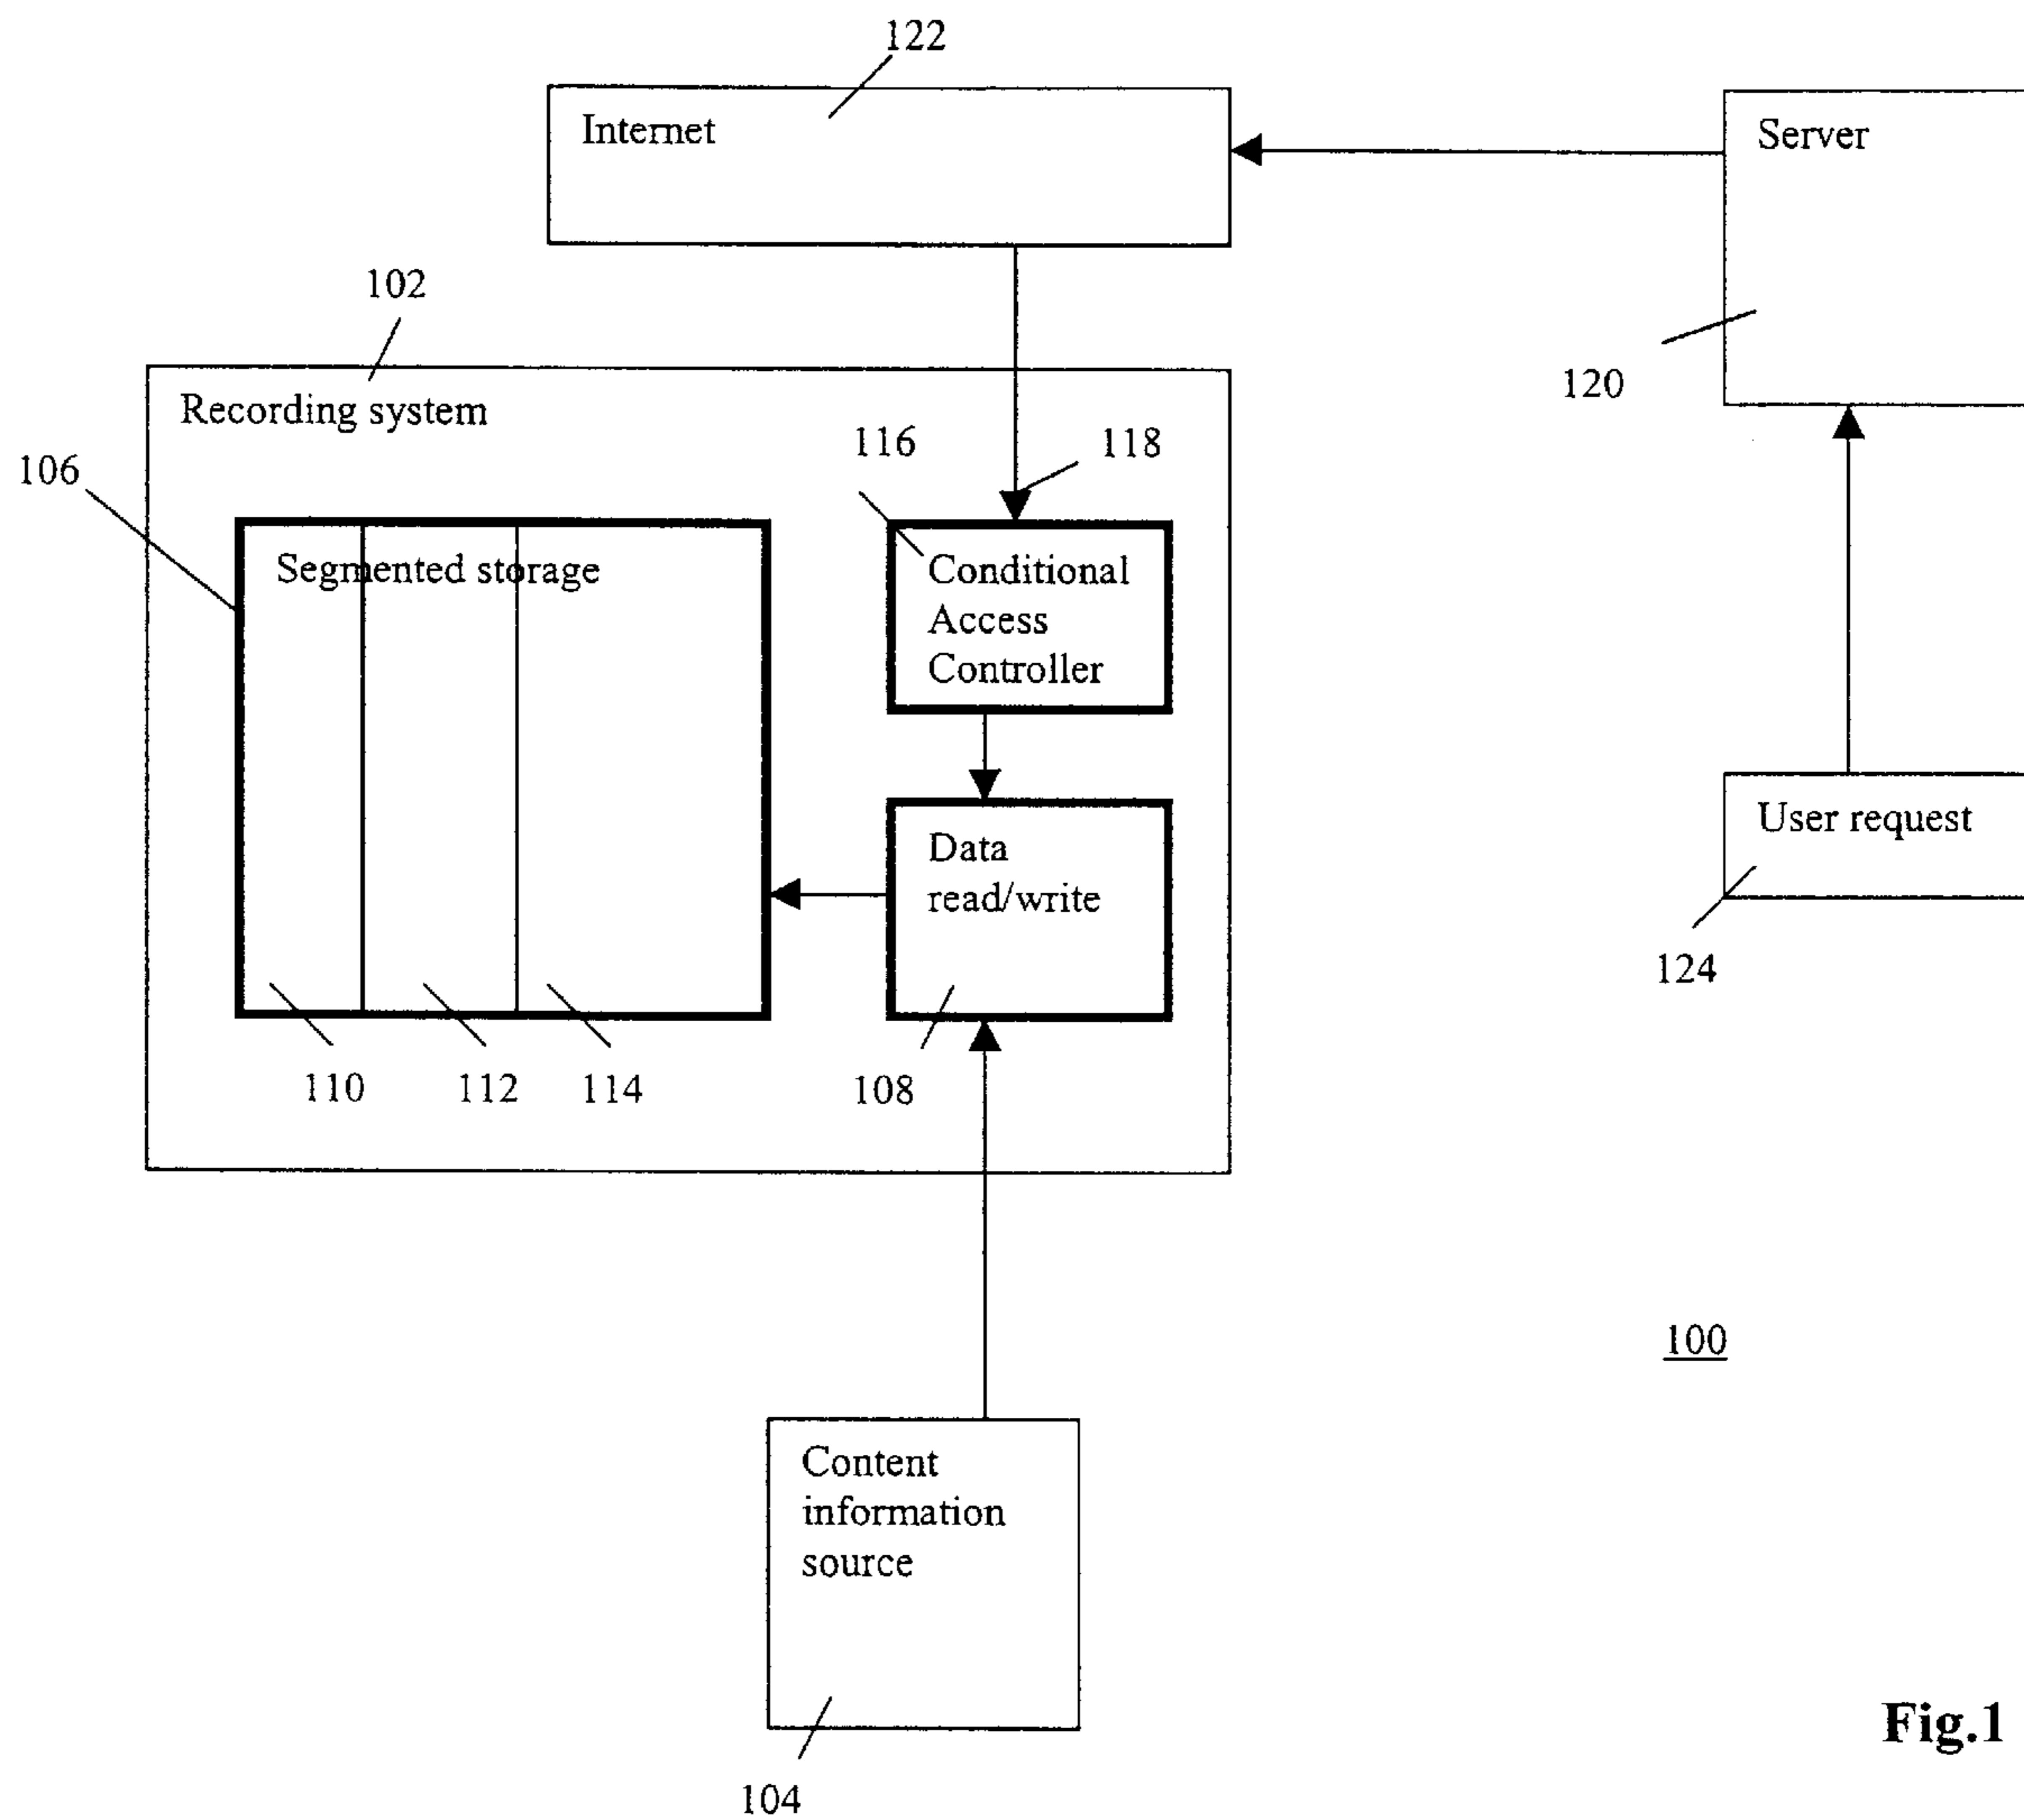 122
Internet
Server
102
Recording system
120
116
118
106
Segmented storage
Conditional
Access
Controller
Data
read/write
User request
124
110
112
114
108
100
Content
information
source
Fig.1
104